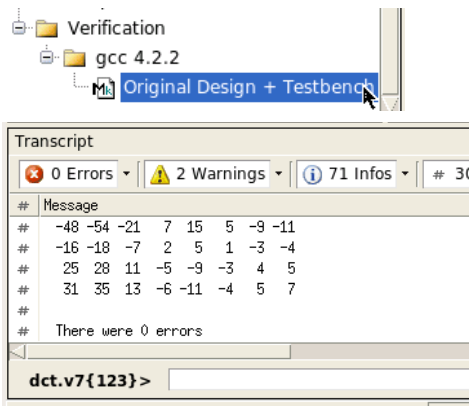 Verification
gcc 4.2.2
Original Design + Testbench
Transcript
0 Errors 2 Warnings 71 Infos # 30
# Message
# -48 -54 -21 7 15 5 -9 -11
# -16 -18 -7 2 5 1 -3 -4
# 25 28 11 -5 -9 -3 4 5
# 31 35 13 -6 -11 -4 5 7
#
# There were 0 errors
dct.v7{123}>